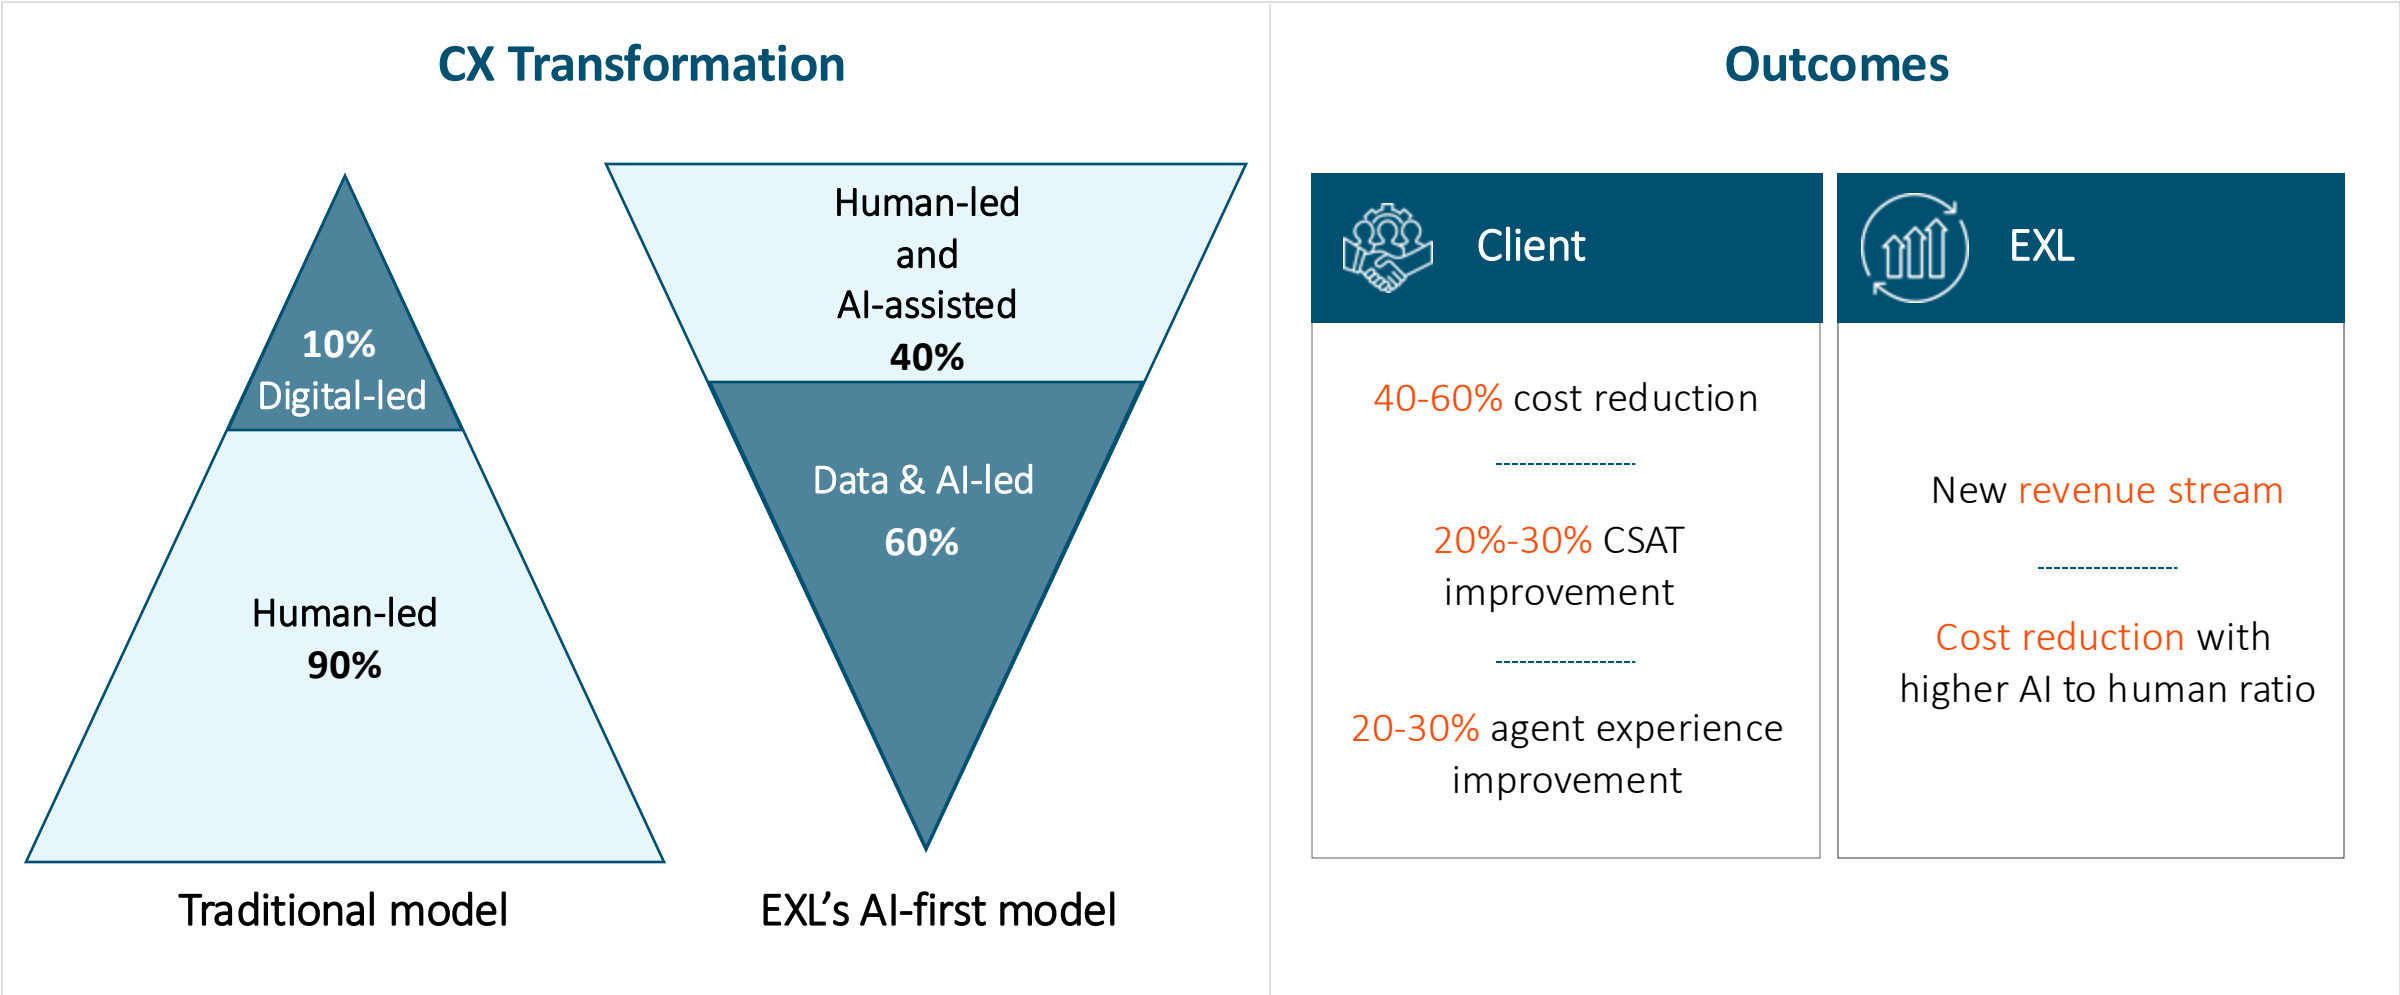 CX Transformation
10%
Digital-led
Human-led
90%
Traditional model
Human-led
and
AI-assisted
40%
Data & AI-led
60%
EXL’s AI-first model
Outcomes
Client
40-60% cost reduction
20%-30% CSAT
improvement
20-30% agent experience
improvement
EXL
New revenue stream
Cost reduction with
higher AI to human ratio